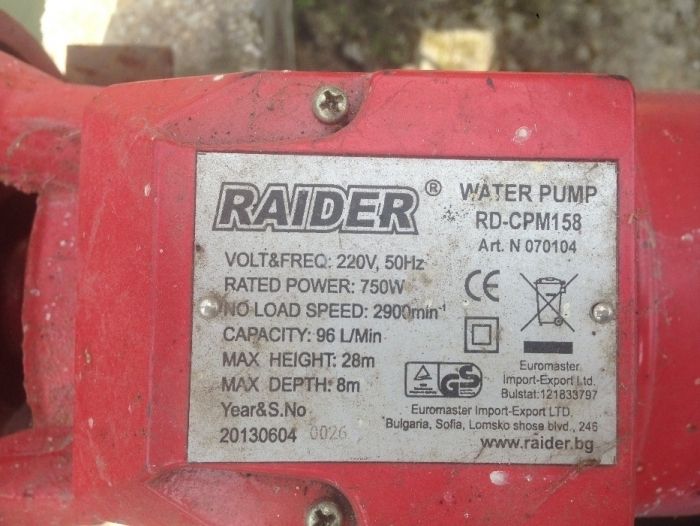 RAIDER ® WATER PUMP
RD-CPM158
Art. N 070104
VOLT&FREQ: 220V, 50Hz
RATED POWER: 750W
NO LOAD SPEED: 2900min⁻¹
CAPACITY: 96 L/Min
MAX HEIGHT: 28m
MAX DEPTH: 8m
Year&S.No
20130604 0026
CE
GS
Euromaster
Import-Export Ltd.
Bulstat:121833797
Euromaster Import-Export LTD.
Bulgaria, Sofia, Lomsko shose blvd., 246
www.raider.bg